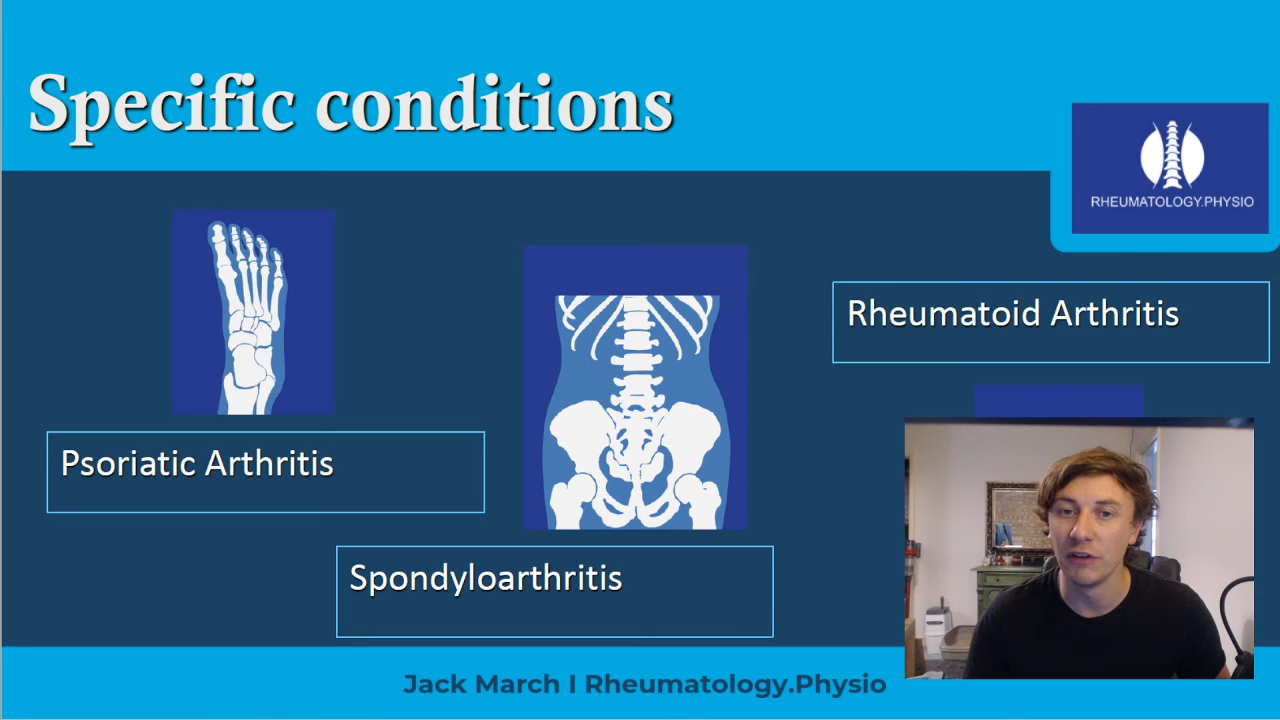 Specific conditions
RHEUMATOLOGY.PHYSIO
Rheumatoid Arthritis
Psoriatic Arthritis
Spondyloarthritis
Jack March I Rheumatology.Physio